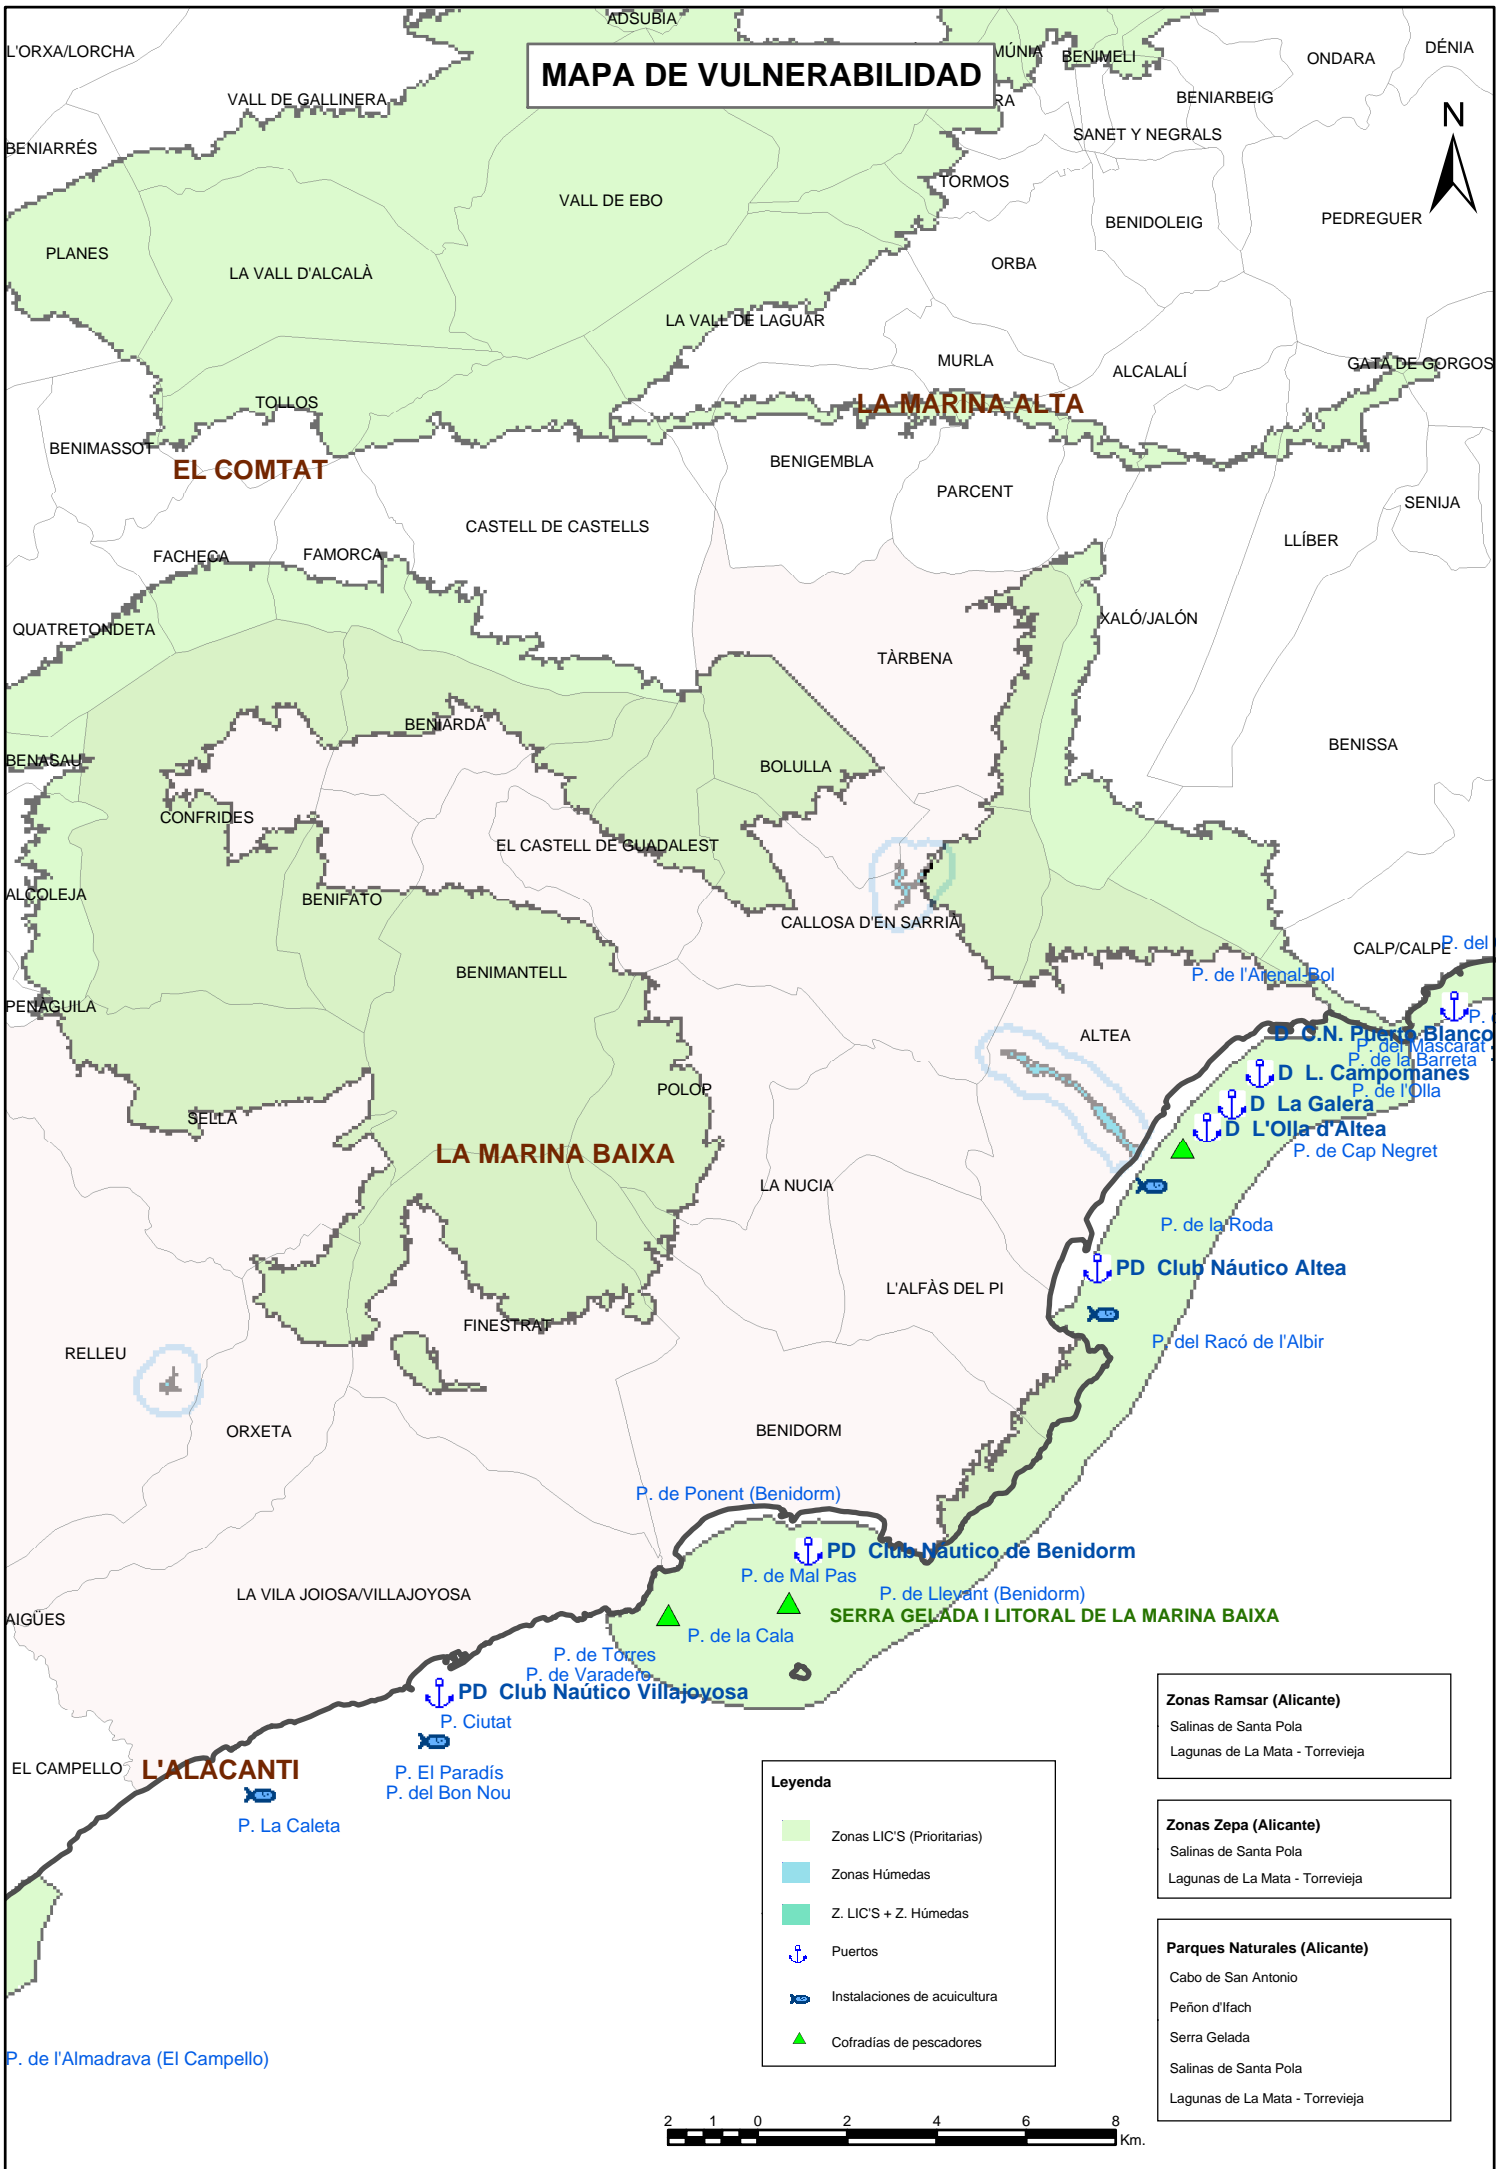 ADSUBIA
L'ORXA/LORCHA
MAPA DE VULNERABILIDAD
MÚNIA
BENIMELI
ONDARA
DÉNIA
VALL DE GALLINERA
RA
BENIARBEIG
N
BENIARRÉS
SANET Y NEGRALS
TORMOS
VALL DE EBO
BENIDOLEIG
PEDREGUER
PLANES
LA VALL D'ALCALÀ
ORBA
LA VALL DE LAGUAR
MURLA
ALCALALÍ
GATA DE GORGOS
TOLLOS
LA MARINA ALTA
BENIMASSOT
EL COMTAT
BENIGEMBLA
PARCENT
SENIJA
CASTELL DE CASTELLS
LLÍBER
FACHECA
FAMORCA
QUATRETONDETA
XALÓ/JALÓN
TÀRBENA
BENIARDÁ
BENISSA
BENASAU
BOLULLA
CONFRIDES
EL CASTELL DE GUADALEST
ALCOLEJA
BENIFATO
CALLOSA D'EN SARRIÀ
CALP/CALPE
P. del
BENIMANTELL
P. de l'Arenal-Bol
PENÀGUILA
P. d
ALTEA
D C.N. Puerto Blanco
P. del Mascarat
P. de la Barreta
D L. Campomanes
POLOP
P. de l'Olla
D La Galera
SELLA
D L'Olla d'Altea
LA MARINA BAIXA
P. de Cap Negret
LA NUCIA
P. de la Roda
PD Club Náutico Altea
L'ALFÀS DEL PI
FINESTRAT
P. del Racó de l'Albir
RELLEU
ORXETA
BENIDORM
P. de Ponent (Benidorm)
PD Club Naútico de Benidorm
P. de Mal Pas
LA VILA JOIOSA/VILLAJOYOSA
P. de Llevant (Benidorm)
AIGÜES
SERRA GELADA I LITORAL DE LA MARINA BAIXA
P. de la Cala
P. de Torres
P. de Varadero
PD Club Naútico Villajoyosa
P. Ciutat
EL CAMPELLO
L'ALACANTI
P. El Paradís
P. del Bon Nou
P. La Caleta
P. de l'Almadrava (El Campello)
Zonas Ramsar (Alicante)
Salinas de Santa Pola
Lagunas de La Mata - Torrevieja
Zonas Zepa (Alicante)
Salinas de Santa Pola
Lagunas de La Mata - Torrevieja
Parques Naturales (Alicante)
Cabo de San Antonio
Peñon d'Ifach
Serra Gelada
Salinas de Santa Pola
Lagunas de La Mata - Torrevieja
Leyenda
Zonas LIC'S (Prioritarias)
Zonas Húmedas
Z. LIC'S + Z. Húmedas
Puertos
Instalaciones de acuicultura
Cofradías de pescadores
2 1 0 2 4 6 8
Km.